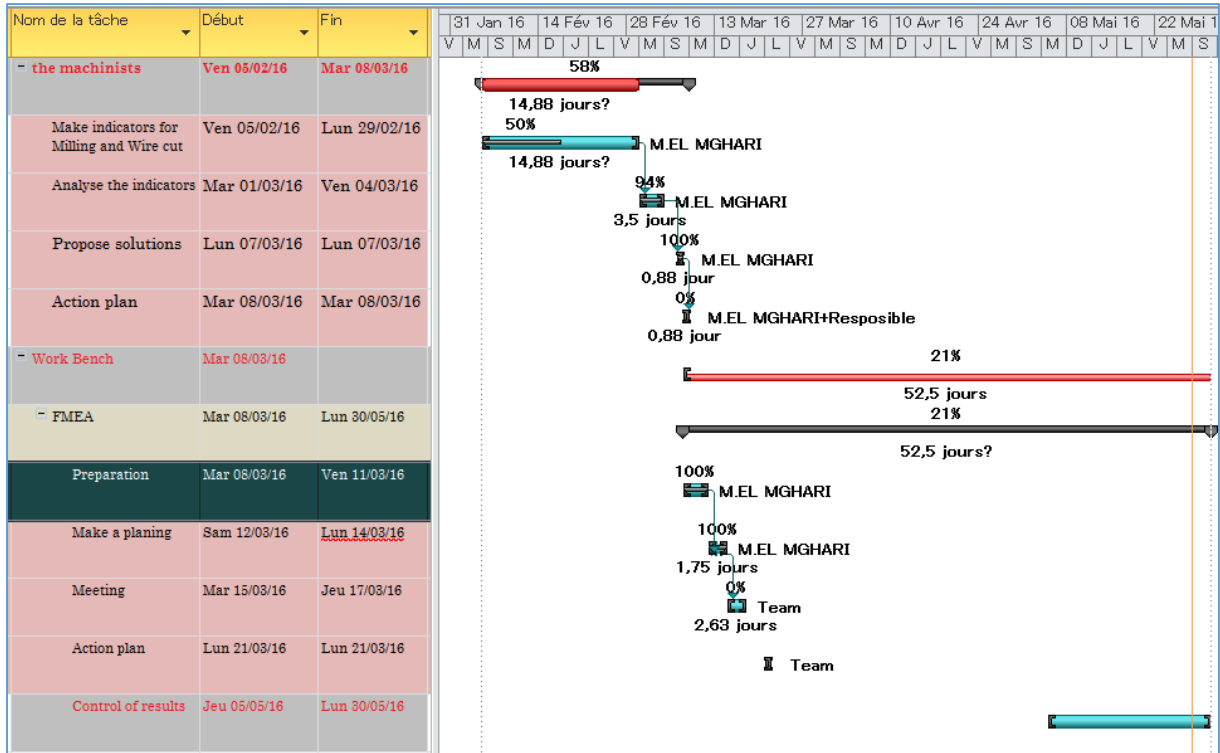 Nom de la tâche Début Fin 31 Jan 16 14 Fév 16 28 Fév 16 13 Mar 16 27 Mar 16 10 Avr 16 24 Avr 16 08 Mai 16 22 Mai 1
V M S M D J L V M S M D J L V M S M D J L V M S M D J L V M S
the machinists Ven 05/02/16 Mar 08/03/16 58%
14,88 jours?
Make indicators for Ven 05/02/16 Lun 29/02/16 50%
Milling and Wire cut M.EL MGHARI
14,88 jours?
Analyse the indicators Mar 01/03/16 Ven 04/03/16 94%
M.EL MGHARI
3,5 jours
Propose solutions Lun 07/03/16 Lun 07/03/16 100%
M.EL MGHARI
0,88 jour
Action plan Mar 08/03/16 Mar 08/03/16 0%
M.EL MGHARI+Resposible
0,88 jour
Work Bench Mar 08/03/16 21%
52,5 jours
FMEA Mar 08/03/16 Lun 30/05/16 21%
52,5 jours?
Preparation Mar 08/03/16 Ven 11/03/16 100%
M.EL MGHARI
Make a planing Sam 12/03/16 Lun 14/03/16 100%
M.EL MGHARI
1,75 jours
Meeting Mar 15/03/16 Jeu 17/03/16 0%
Team
2,63 jours
Action plan Lun 21/03/16 Lun 21/03/16
Team
Control of results Jeu 05/05/16 Lun 30/05/16